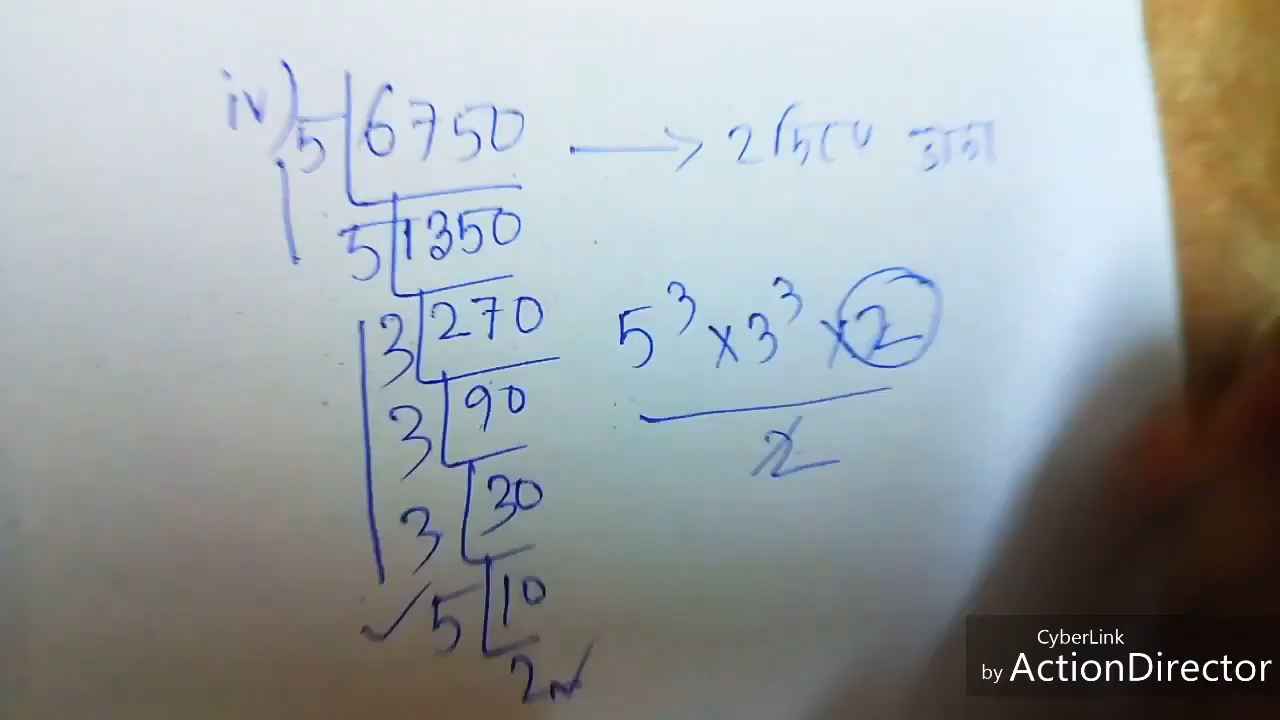 iv) 5 | 6750 → 2
5 | 1350
3 | 270
3 | 90
3 | 30
✓ 5 | 10
2
5³ × 3³ × 2
2
CyberLink
by ActionDirector